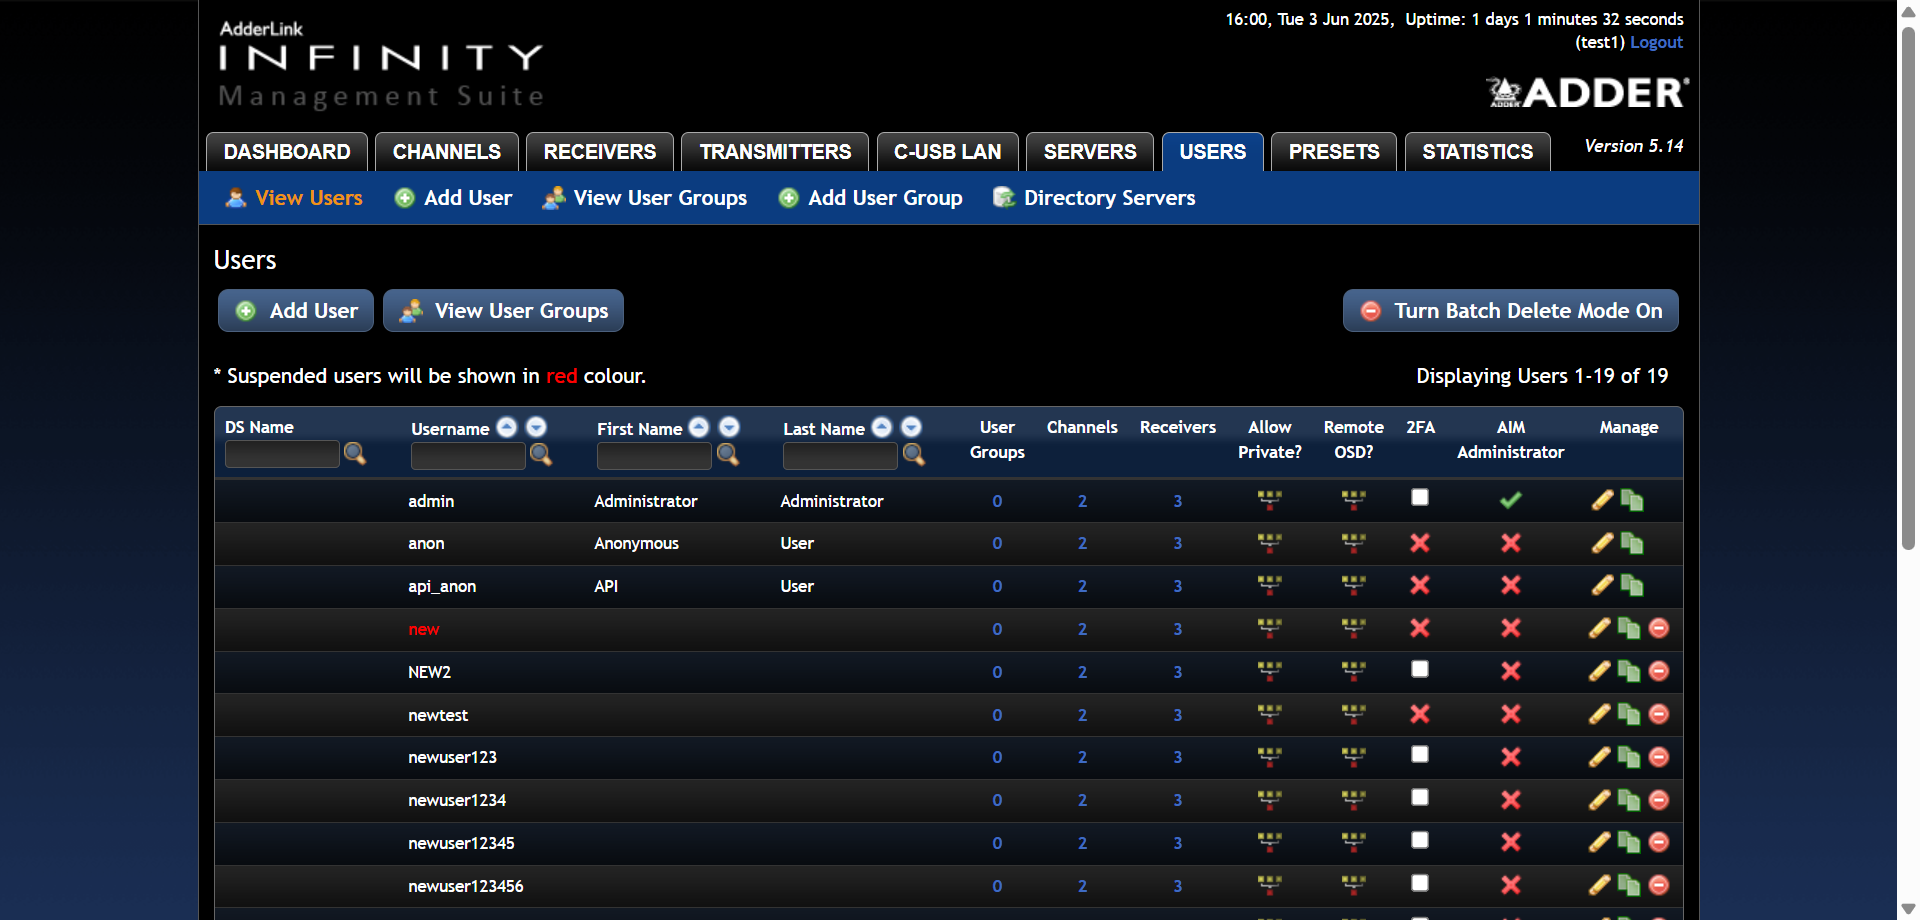 AdderLink
INFINITY
Management Suite
16:00, Tue 3 Jun 2025, Uptime: 1 days 1 minutes 32 seconds
(test1) Logout
ADDER
ADDER®
DASHBOARD CHANNELS RECEIVERS TRANSMITTERS C-USB LAN SERVERS USERS PRESETS STATISTICS Version 5.14
View Users Add User View User Groups Add User Group Directory Servers
Users
Add User View User Groups Turn Batch Delete Mode On
* Suspended users will be shown in red colour. Displaying Users 1-19 of 19
DS Name Username First Name Last Name User Groups Channels Receivers Allow Private? Remote OSD? 2FA AIM Administrator Manage
admin Administrator Administrator 0 2 3
anon Anonymous User 0 2 3
api_anon API User 0 2 3
new 0 2 3
NEW2 0 2 3
newtest 0 2 3
newuser123 0 2 3
newuser1234 0 2 3
newuser12345 0 2 3
newuser123456 0 2 3